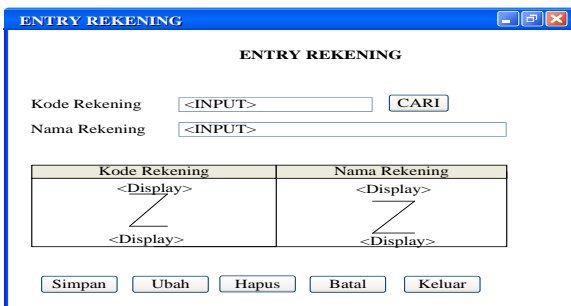 ENTRY REKENING
ENTRY REKENING
Kode Rekening <INPUT> CARI
Nama Rekening <INPUT>
Kode Rekening Nama Rekening
<Display> <Display>
<Display> <Display>
Simpan Ubah Hapus Batal Keluar